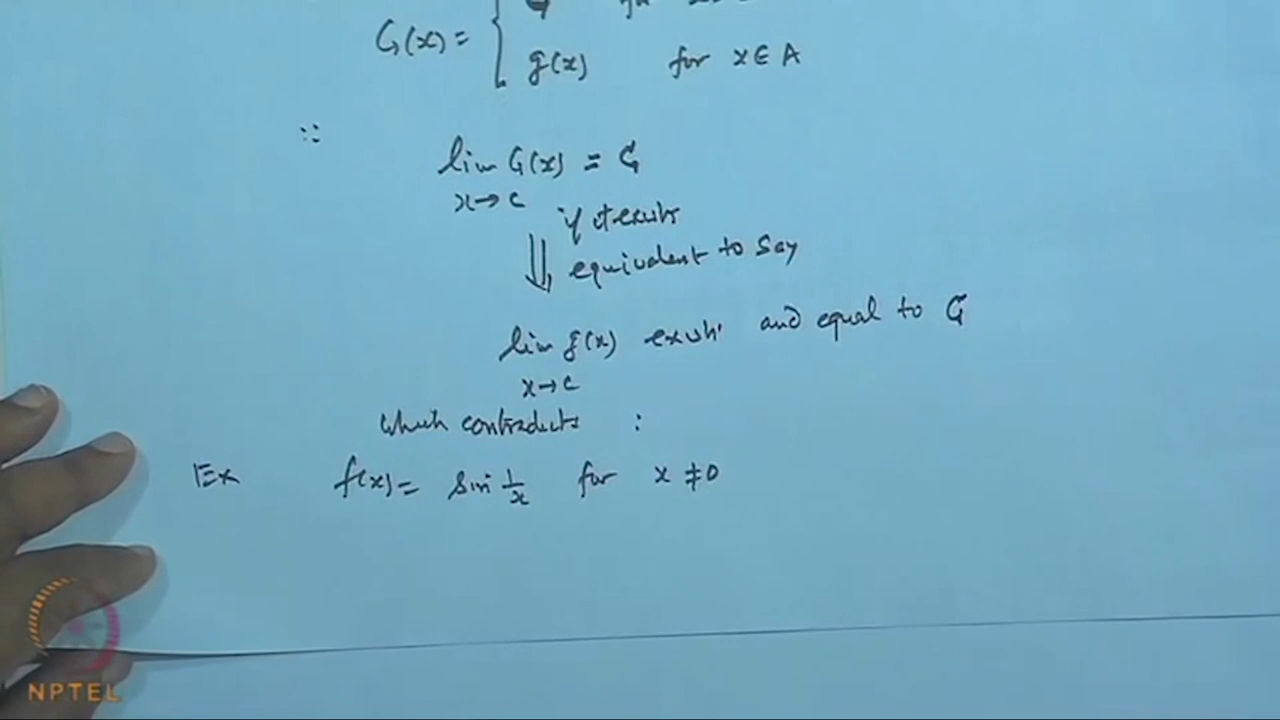 G(x) = { G for
g(x) for x ∈ A
∵
lim G(x) = G
x→c if it exists
⇓ equivalent to say
lim g(x) exists and equal to G
x→c
which contradicts :
Ex f(x) = sin 1/x for x ≠ 0
NPTEL